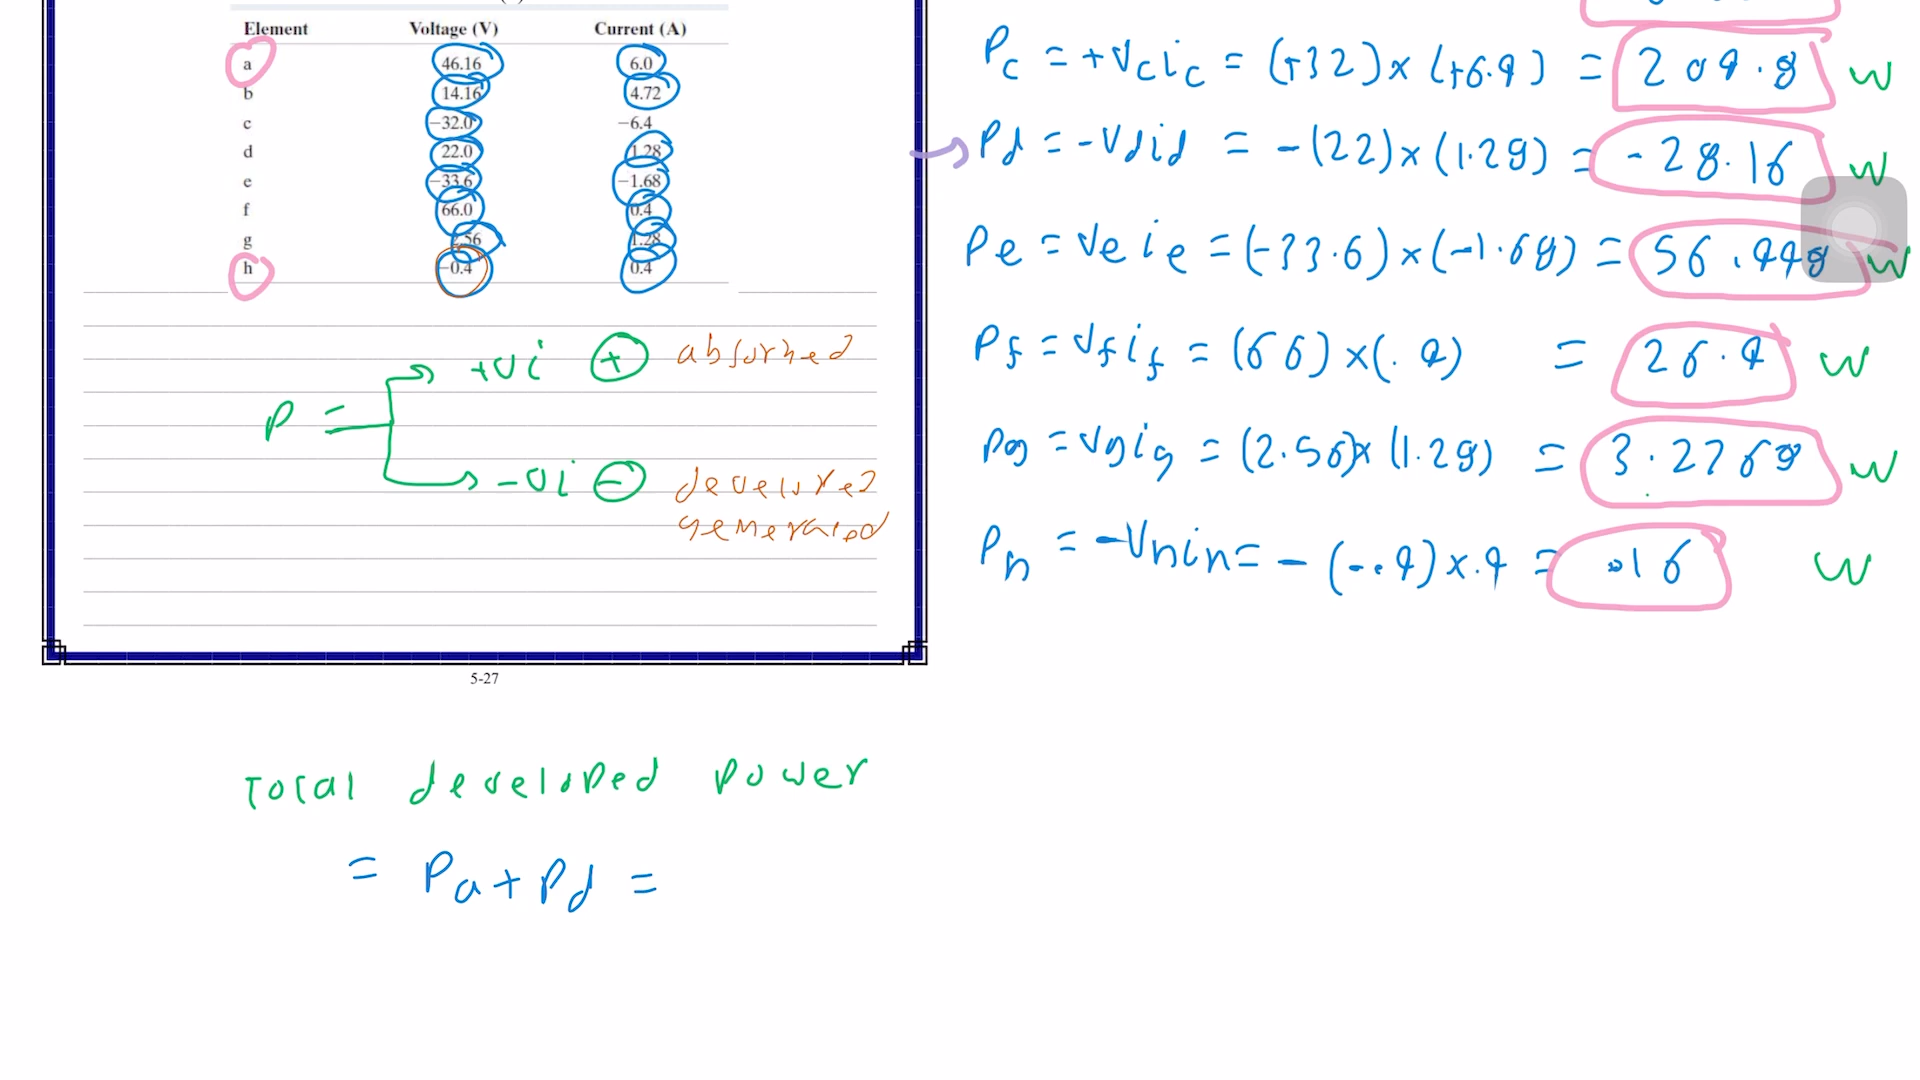 Element Voltage (V) Current (A)
a 46.16 6.0
b 14.16 4.72
c −32.0 −6.4
d 22.0 1.28
e −33.6 −1.68
f 66.0 0.4
g 2.56 1.28
h −0.4 0.4
+vi + absorbed
P =
-vi − developed
generated
5-27
Total developed power
= Pa + Pd =
Pc = +vcic = (+32) x (+6.4) = 204.8 W
Pd = -vdid = -(22) x (1.28) = -28.16 W
Pe = veie = (-33.6) x (-1.68) = 56.448 W
Pf = vfif = (66) x (.4) = 26.4 W
Pg = vgig = (2.56) x (1.28) = 3.2768 W
Ph = -vhih = -(-.4) x .4 = .16 W